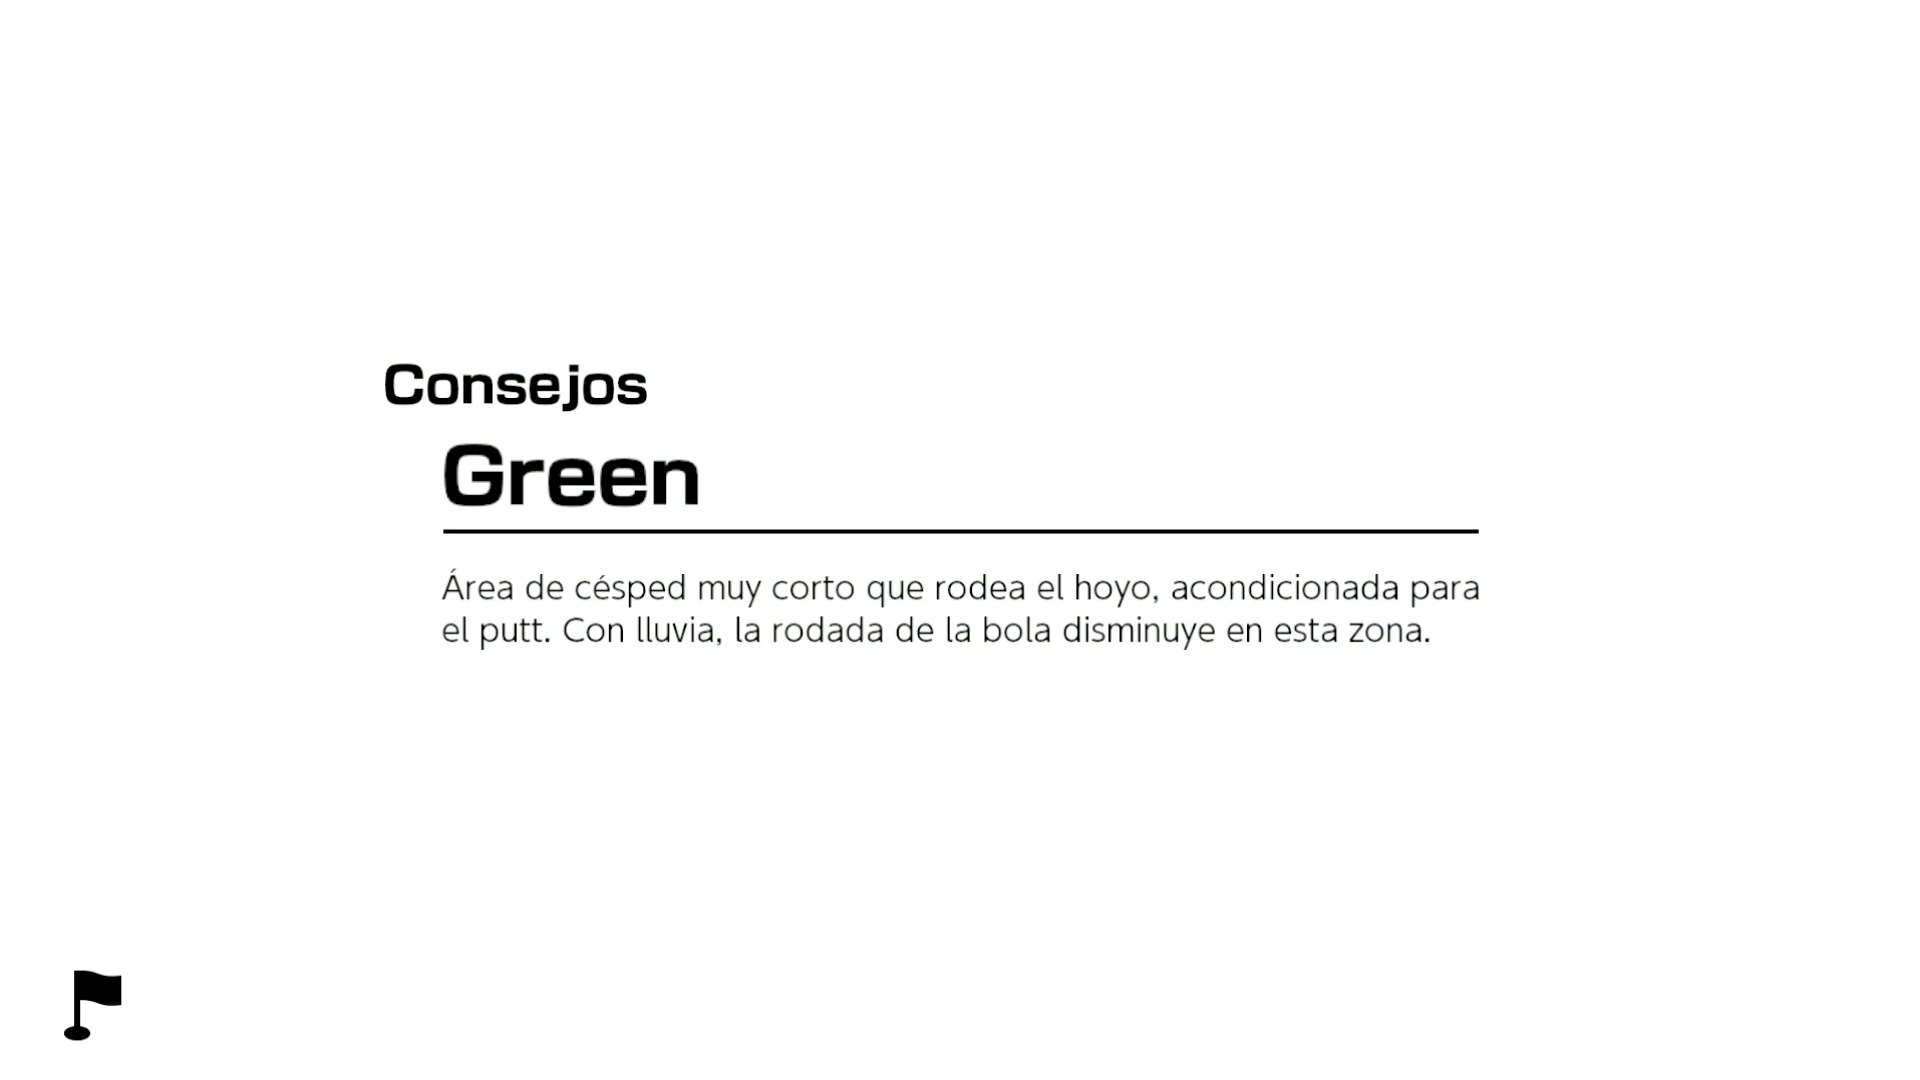 Consejos
Green
Área de césped muy corto que rodea el hoyo, acondicionada para
el putt. Con lluvia, la rodada de la bola disminuye en esta zona.